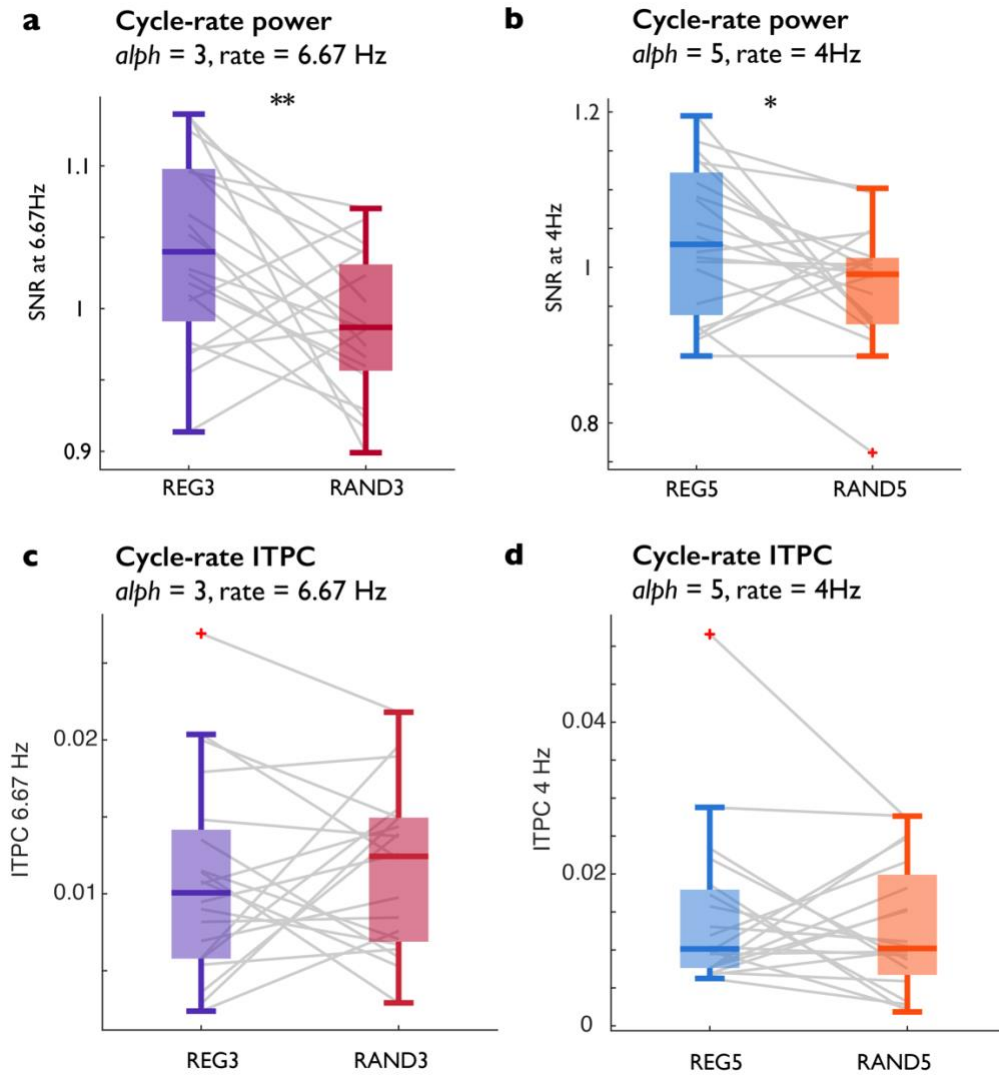 a Cycle-rate power
alph = 3, rate = 6.67 Hz
**
SNR at 6.67Hz
1.1
1
0.9
REG3 RAND3
b Cycle-rate power
alph = 5, rate = 4Hz
*
SNR at 4Hz
1.2
1
0.8
REG5 RAND5
c Cycle-rate ITPC
alph = 3, rate = 6.67 Hz
ITPC 6.67 Hz
0.02
0.01
REG3 RAND3
d Cycle-rate ITPC
alph = 5, rate = 4Hz
ITPC 4 Hz
0.04
0.02
0
REG5 RAND5